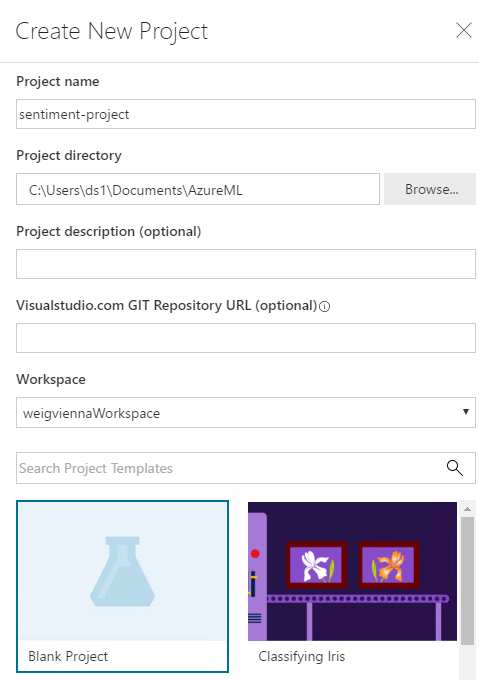 Create New Project
Project name
sentiment-project
Project directory
C:\Users\ds1\Documents\AzureML
Browse...
Project description (optional)
Visualstudio.com GIT Repository URL (optional)
Workspace
weigviennaWorkspace
Search Project Templates
Blank Project
Classifying Iris